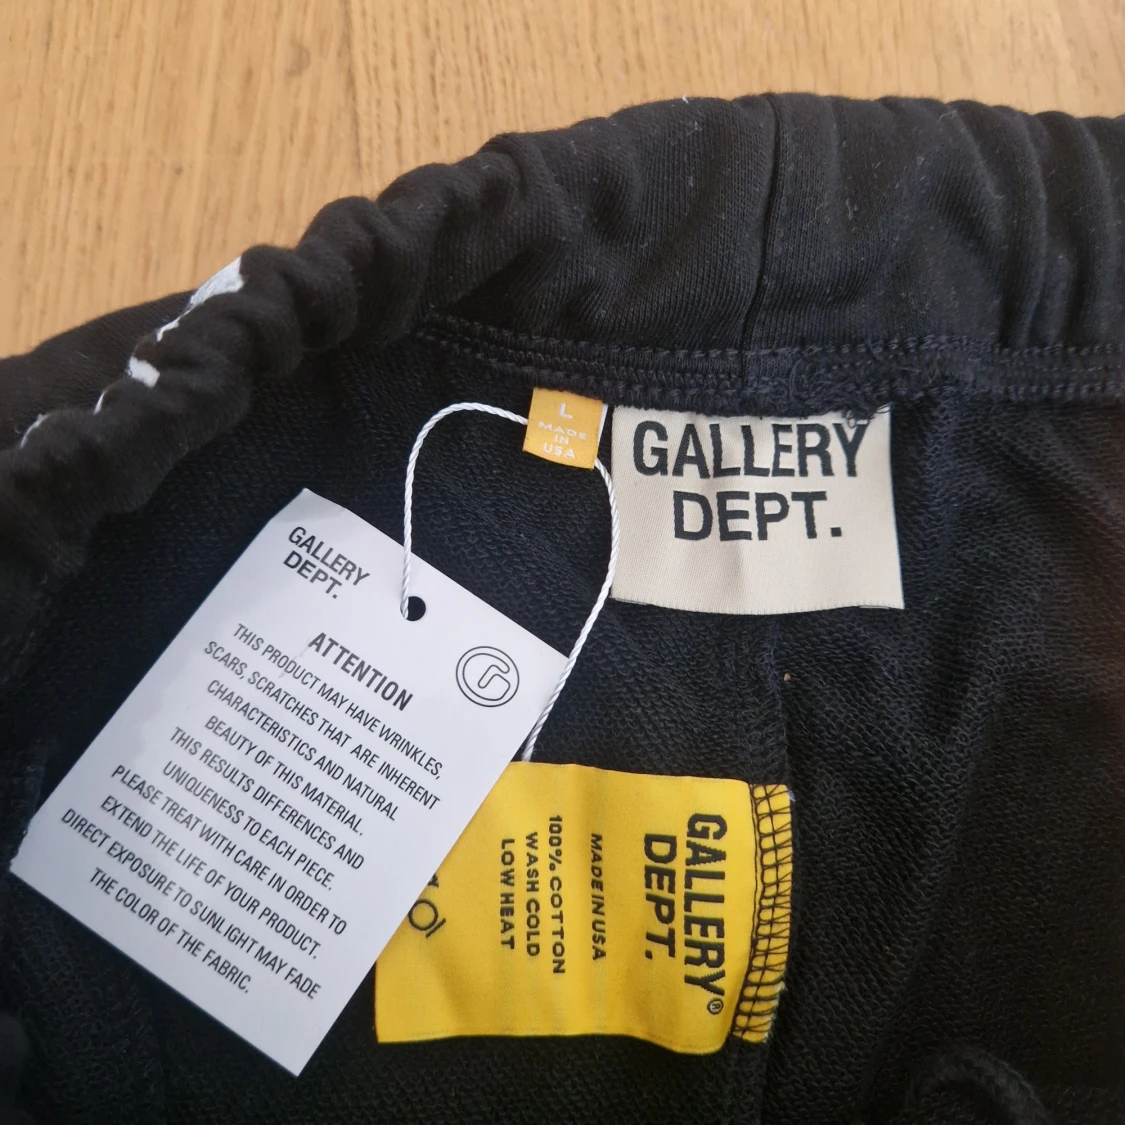 L
MADE
IN
USA
GALLERY
DEPT.
GALLERY
DEPT.
ATTENTION
THIS PRODUCT MAY HAVE WRINKLES,
SCARS, SCRATCHES THAT ARE INHERENT
CHARACTERISTICS AND NATURAL
BEAUTY OF THIS MATERIAL.
THIS RESULTS DIFFERENCES AND
UNIQUENESS TO EACH PIECE.
PLEASE TREAT WITH CARE IN ORDER TO
EXTEND THE LIFE OF YOUR PRODUCT.
DIRECT EXPOSURE TO SUNLIGHT MAY FADE
THE COLOR OF THE FABRIC.
GALLERY®
DEPT.
MADE IN USA
100% COTTON
WASH COLD
LOW HEAT